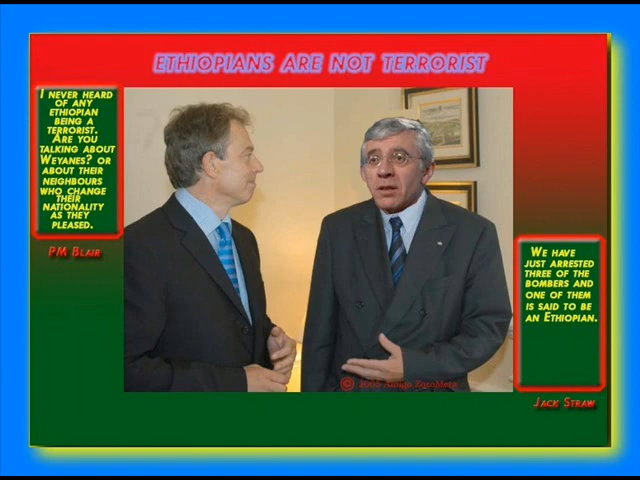 ETHIOPIANS ARE NOT TERRORIST
I NEVER HEARD
OF ANY
ETHIOPIAN
BEING A
TERRORIST.
ARE YOU
TALKING ABOUT
WEYANES? OR
ABOUT THEIR
NEIGHBOURS
WHO CHANGE
THEIR
NATIONALITY
AS THEY
PLEASED.
PM BLAIR
WE HAVE
JUST ARRESTED
THREE OF THE
BOMBERS AND
ONE OF THEM
IS SAID TO BE
AN ETHIOPIAN.
JACK STRAW
©